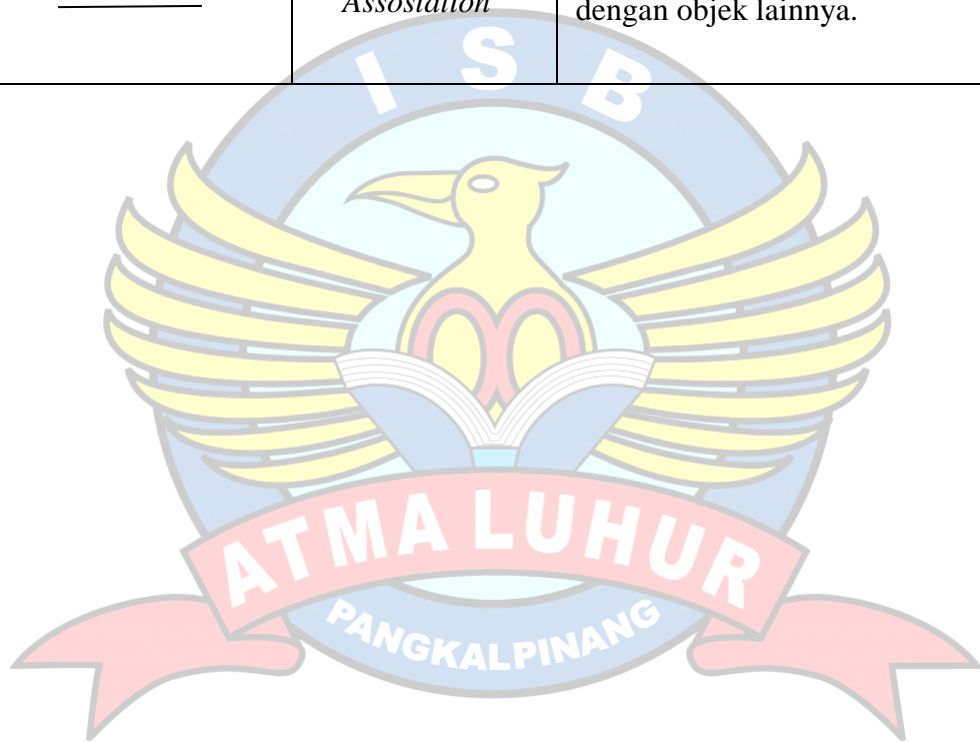 Assosiation
dengan objek lainnya.
I S B
ATMA LUHUR
PANGKALPINANG